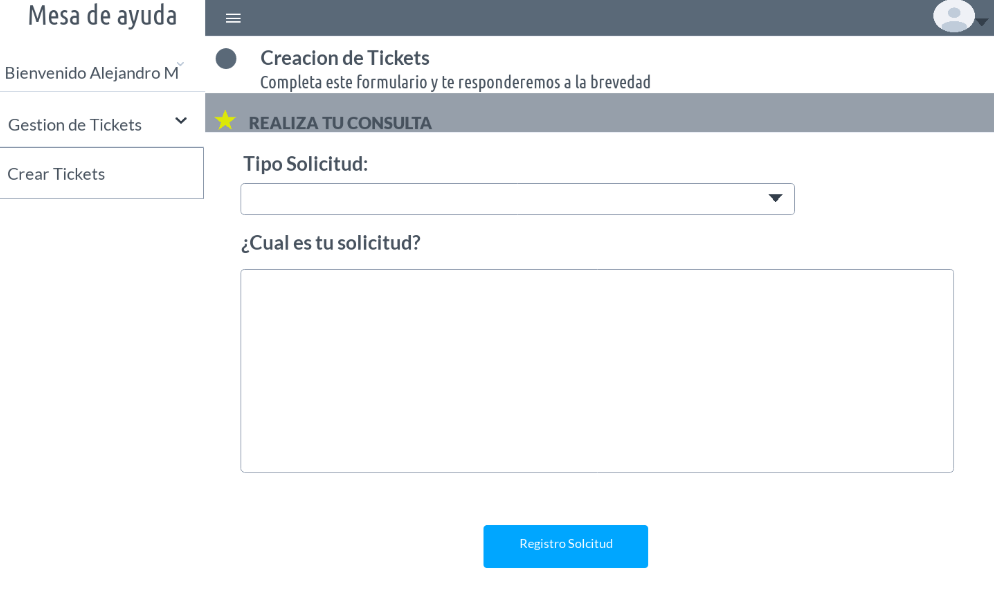 Mesa de ayuda
Bienvenido Alejandro M
Gestion de Tickets
Crear Tickets
Creacion de Tickets
Completa este formulario y te responderemos a la brevedad
REALIZA TU CONSULTA
Tipo Solicitud:
¿Cual es tu solicitud?
Registro Solcitud